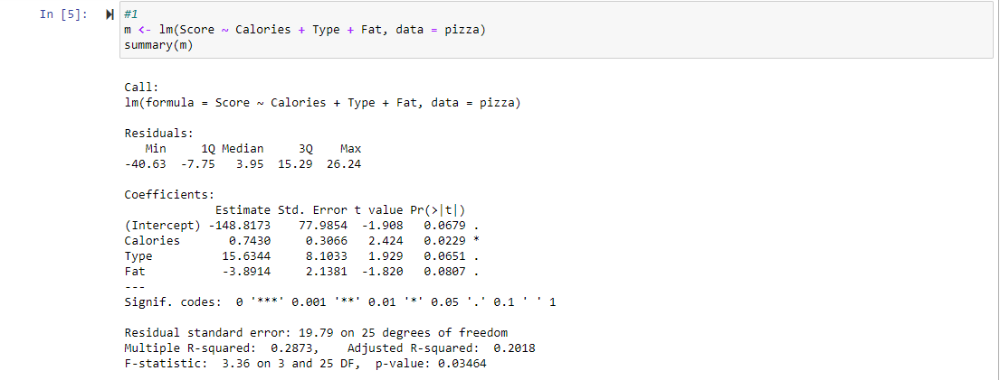 In [5]:
#1
m <- lm(Score ~ Calories + Type + Fat, data = pizza)
summary(m)
Call:
lm(formula = Score ~ Calories + Type + Fat, data = pizza)
Residuals:
   Min     1Q Median     3Q    Max
-40.63  -7.75   3.95  15.29  26.24
Coefficients:
             Estimate Std. Error t value Pr(>|t|)
(Intercept) -148.8173    77.9854  -1.908   0.0679 .
Calories       0.7430     0.3066   2.424   0.0229 *
Type          15.6344     8.1033   1.929   0.0651 .
Fat           -3.8914     2.1381  -1.820   0.0807 .
---
Signif. codes:  0 '***' 0.001 '**' 0.01 '*' 0.05 '.' 0.1 ' ' 1
Residual standard error: 19.79 on 25 degrees of freedom
Multiple R-squared:  0.2873,    Adjusted R-squared:  0.2018
F-statistic:  3.36 on 3 and 25 DF,  p-value: 0.03464